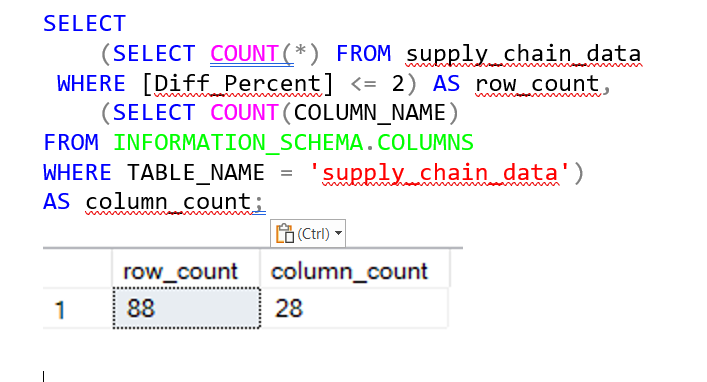 SELECT
(SELECT COUNT(*) FROM supply_chain_data
WHERE [Diff_Percent] <= 2) AS row_count,
(SELECT COUNT(COLUMN_NAME)
FROM INFORMATION_SCHEMA.COLUMNS
WHERE TABLE_NAME = 'supply_chain_data')
AS column_count;
(Ctrl)
row_count column_count
1 88 28